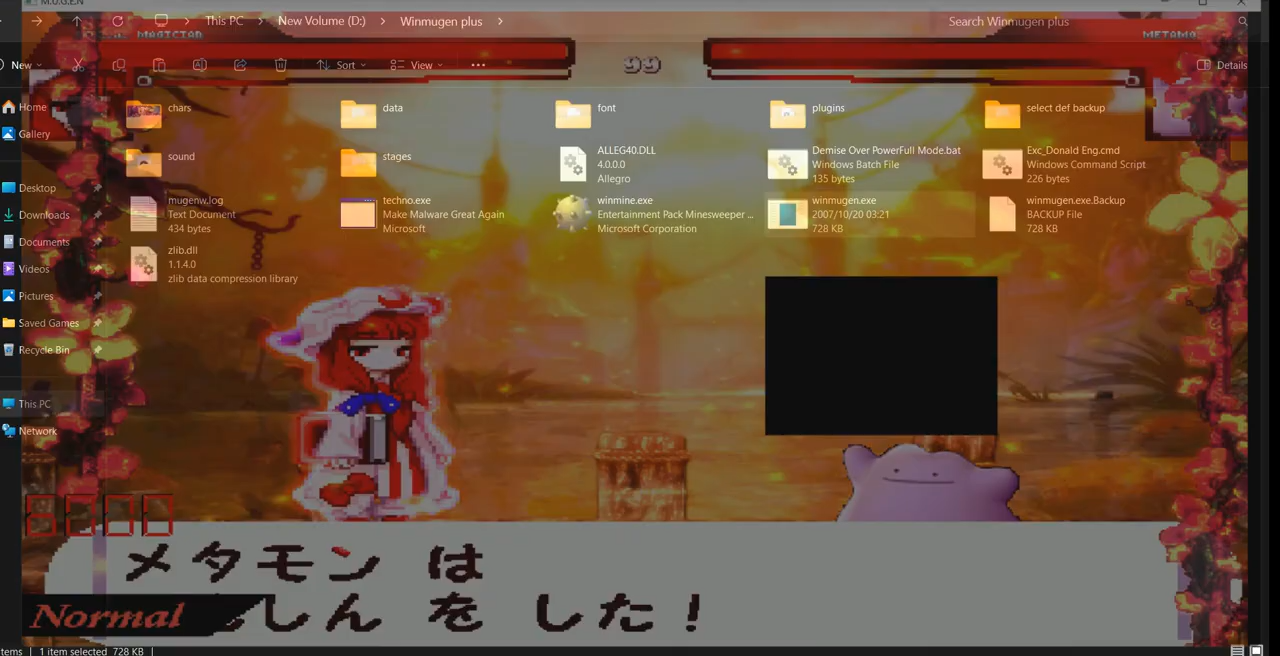 M.U.G.E.N
This PC > New Volume (D:) > Winmugen plus >
Search Winmugen plus
MAGICIAN
METAMO
New
Sort
View
...
Details
99
Home
Gallery
Desktop
Downloads
Documents
Videos
Pictures
Saved Games
Recycle Bin
This PC
Network
chars
data
font
plugins
select def backup
sound
stages
ALLEG40.DLL
4.0.0.0
Allegro
Demise Over PowerFull Mode.bat
Windows Batch File
135 bytes
Exc_Donald Eng.cmd
Windows Command Script
226 bytes
mugenw.log
Text Document
434 bytes
techno.exe
Make Malware Great Again
Microsoft
winmine.exe
Entertainment Pack Minesweeper ...
Microsoft Corporation
winmugen.exe
2007/10/20 03:21
728 KB
winmugen.exe.Backup
BACKUP File
728 KB
zlib.dll
1.1.4.0
zlib data compression library
メタモン は
しん を した!
Normal
tems | 1 item selected 728 KB |